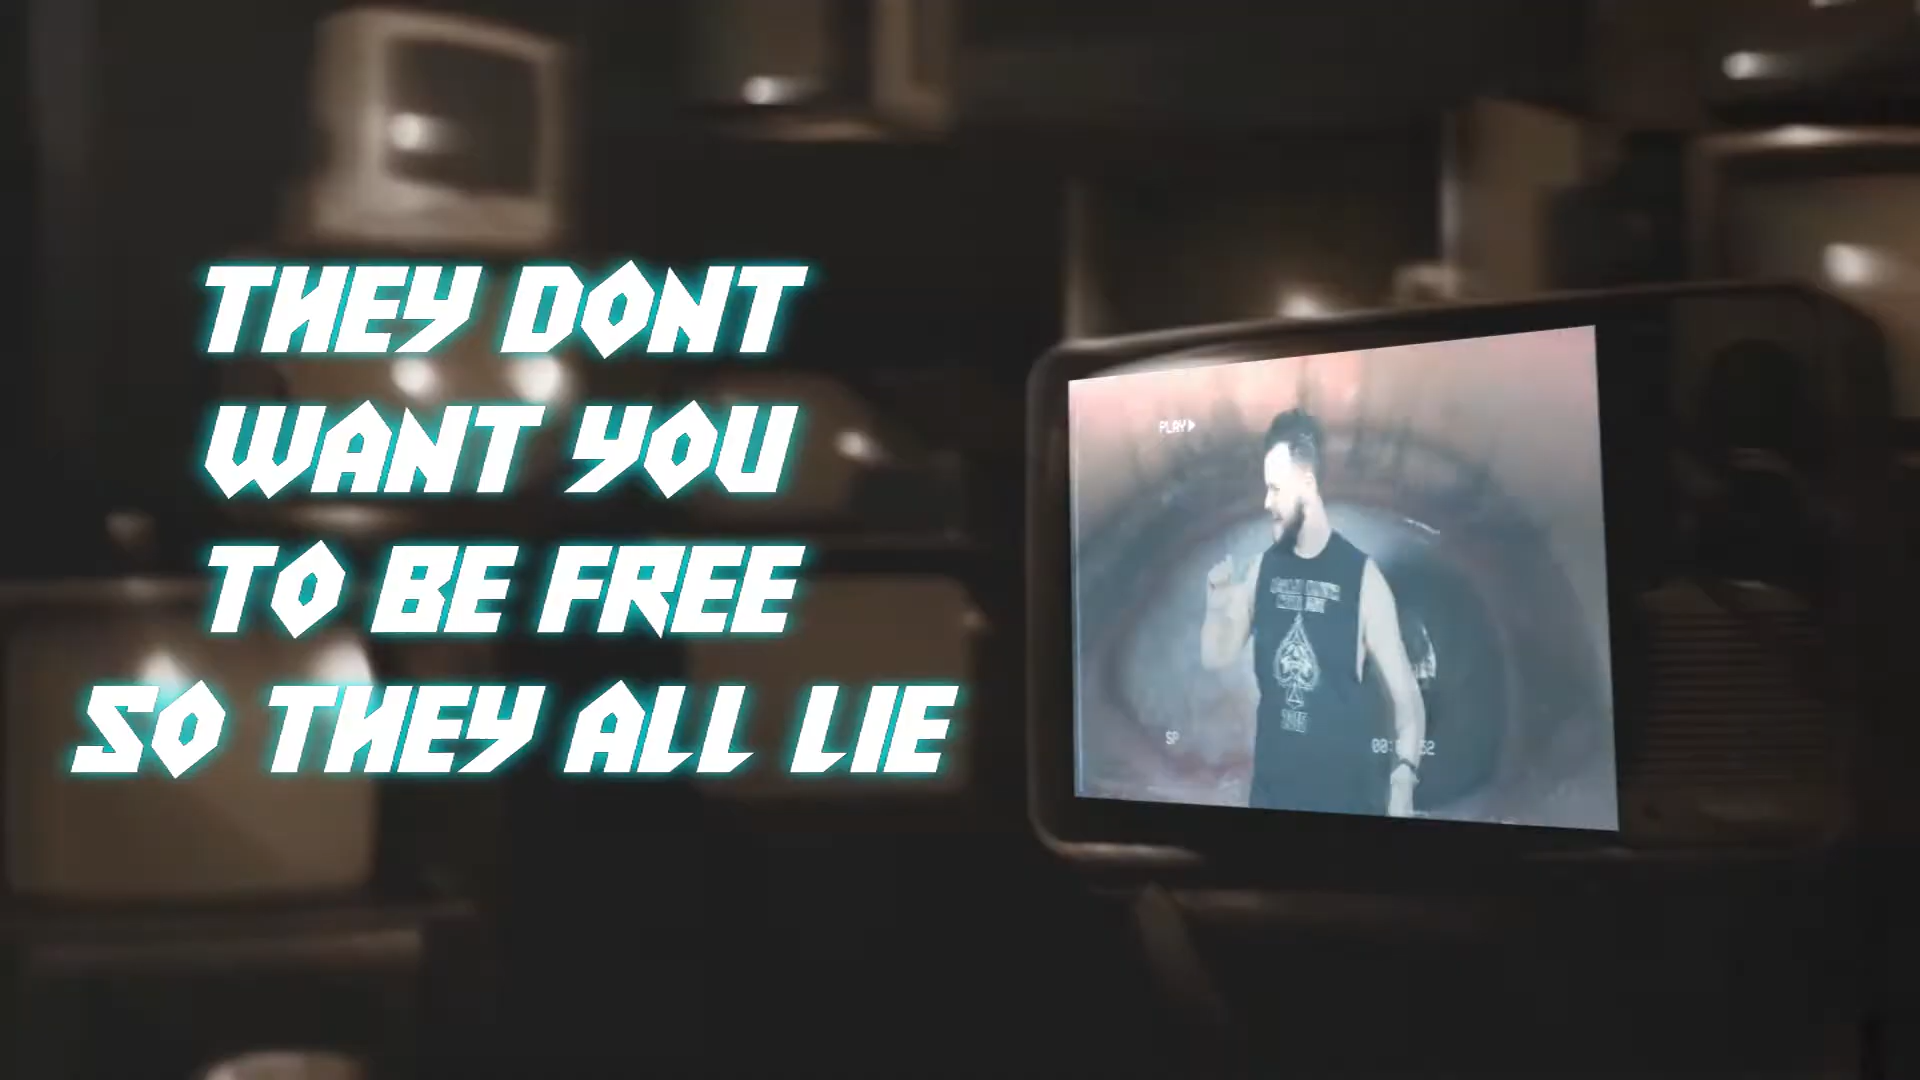 THEY DONT
WANT YOU
TO BE FREE
SO THEY ALL LIE
PLAY
SP